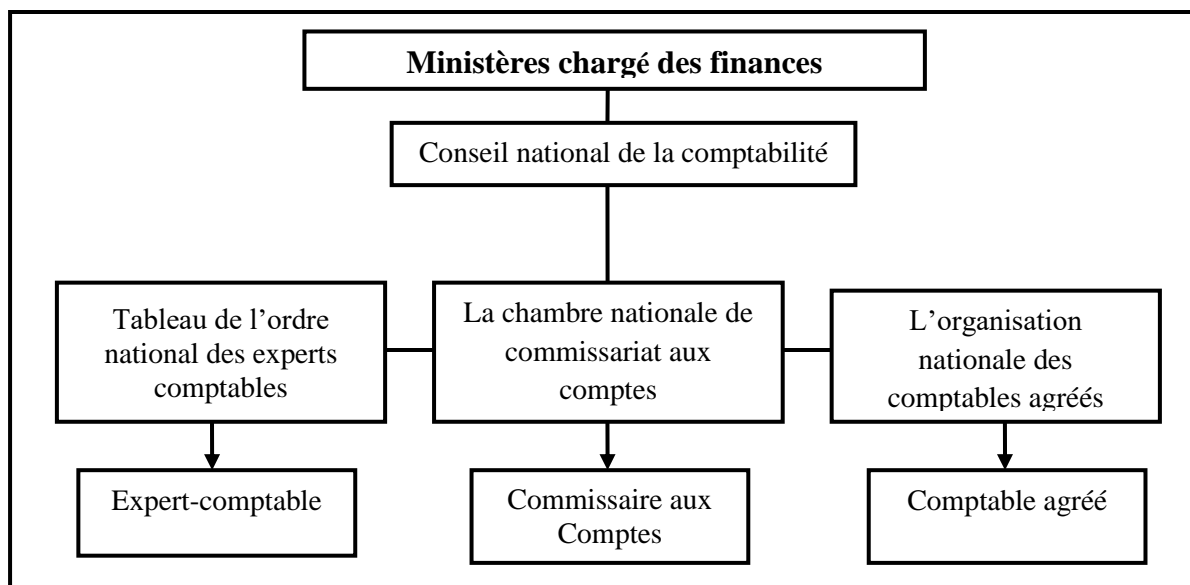 Ministères chargé des finances
Conseil national de la comptabilité
Tableau de l’ordre
national des experts
comptables
La chambre nationale de
commissariat aux
comptes
L’organisation
nationale des
comptables agréés
Expert-comptable
Commissaire aux
Comptes
Comptable agréé